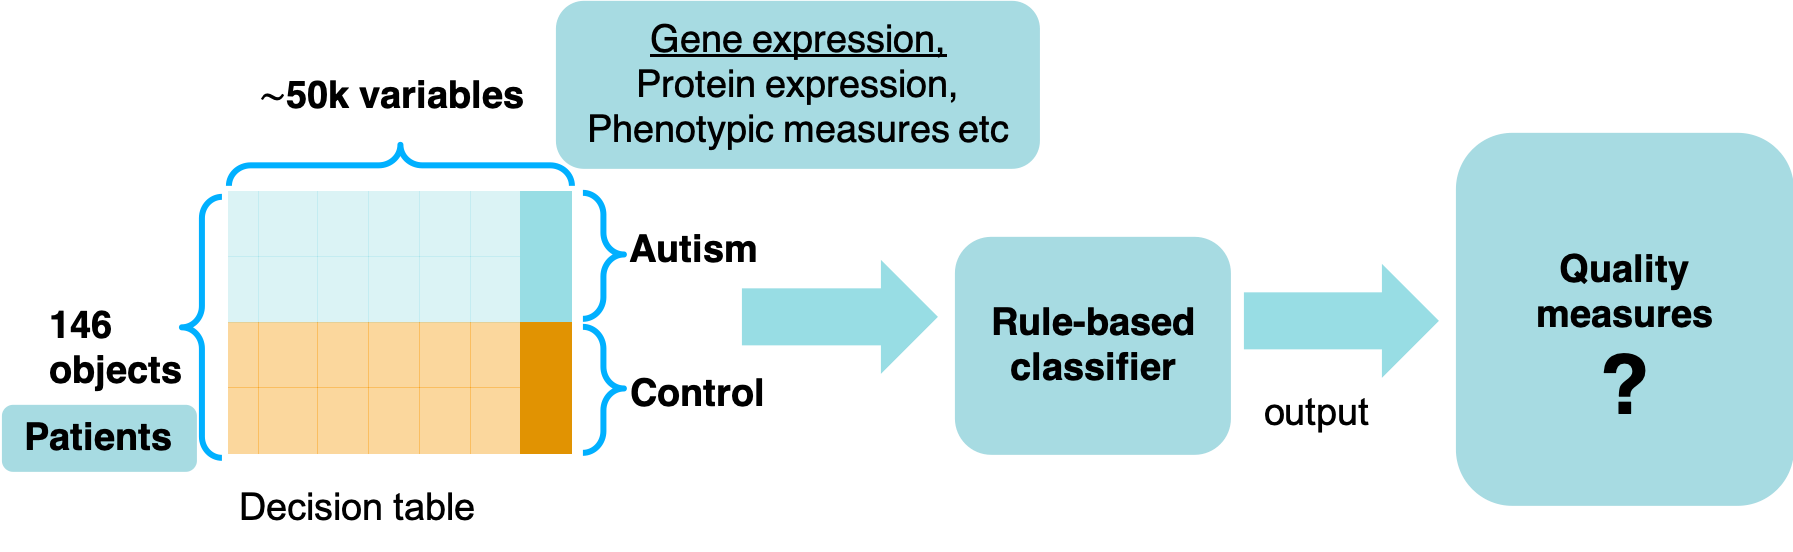 Gene expression,
Protein expression,
Phenotypic measures etc
~50k variables
146
objects
Patients
Autism
Control
Decision table
Rule-based
classifier
output
Quality
measures
?